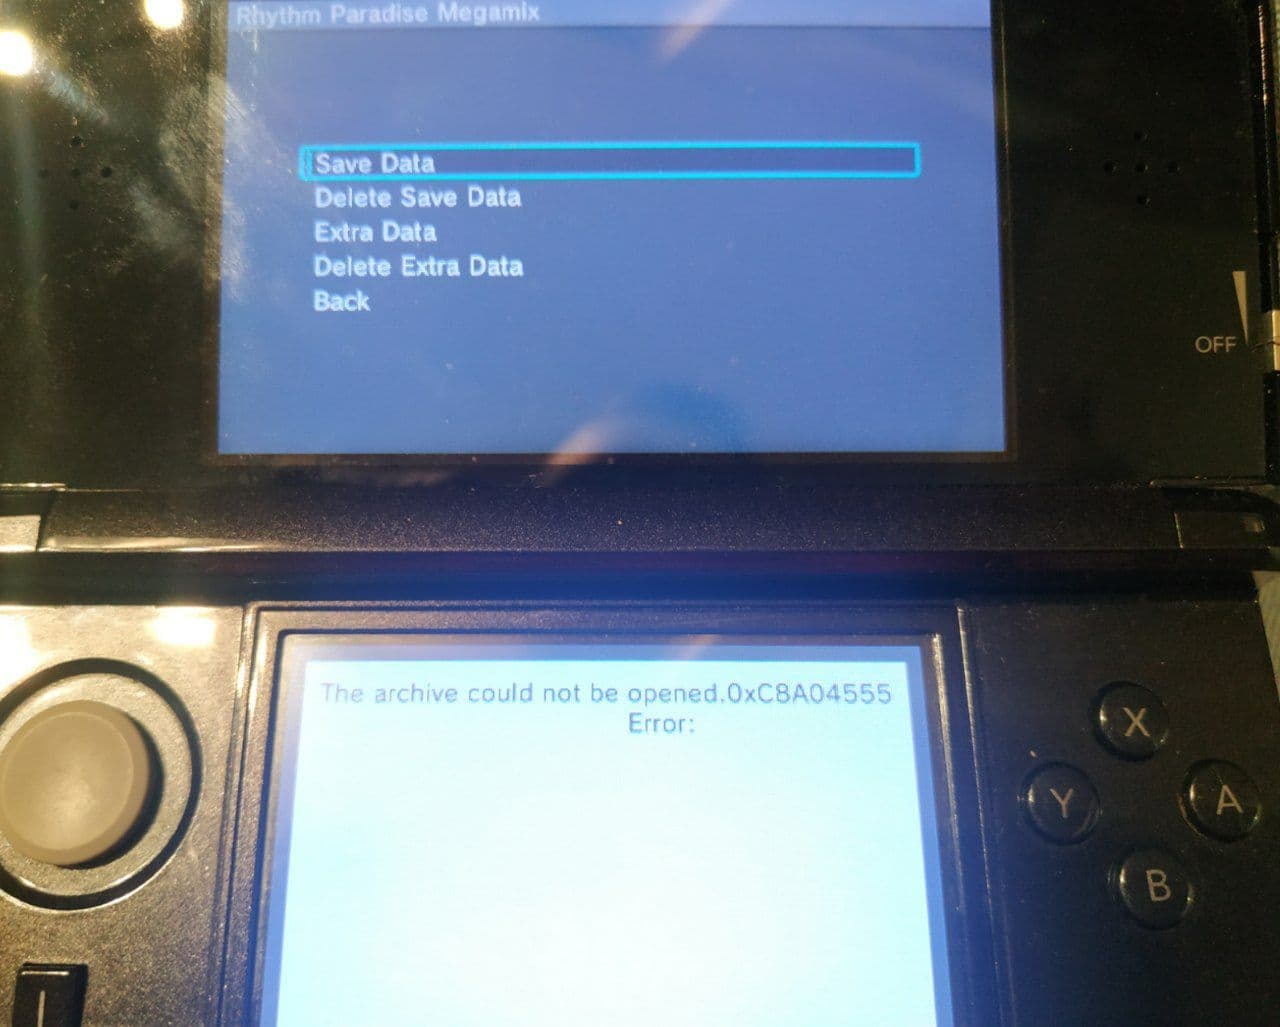 Rhythm Paradise Megamix
Save Data
Delete Save Data
Extra Data
Delete Extra Data
Back
OFF
The archive could not be opened.0xC8A04555
Error:
X
Y
A
B